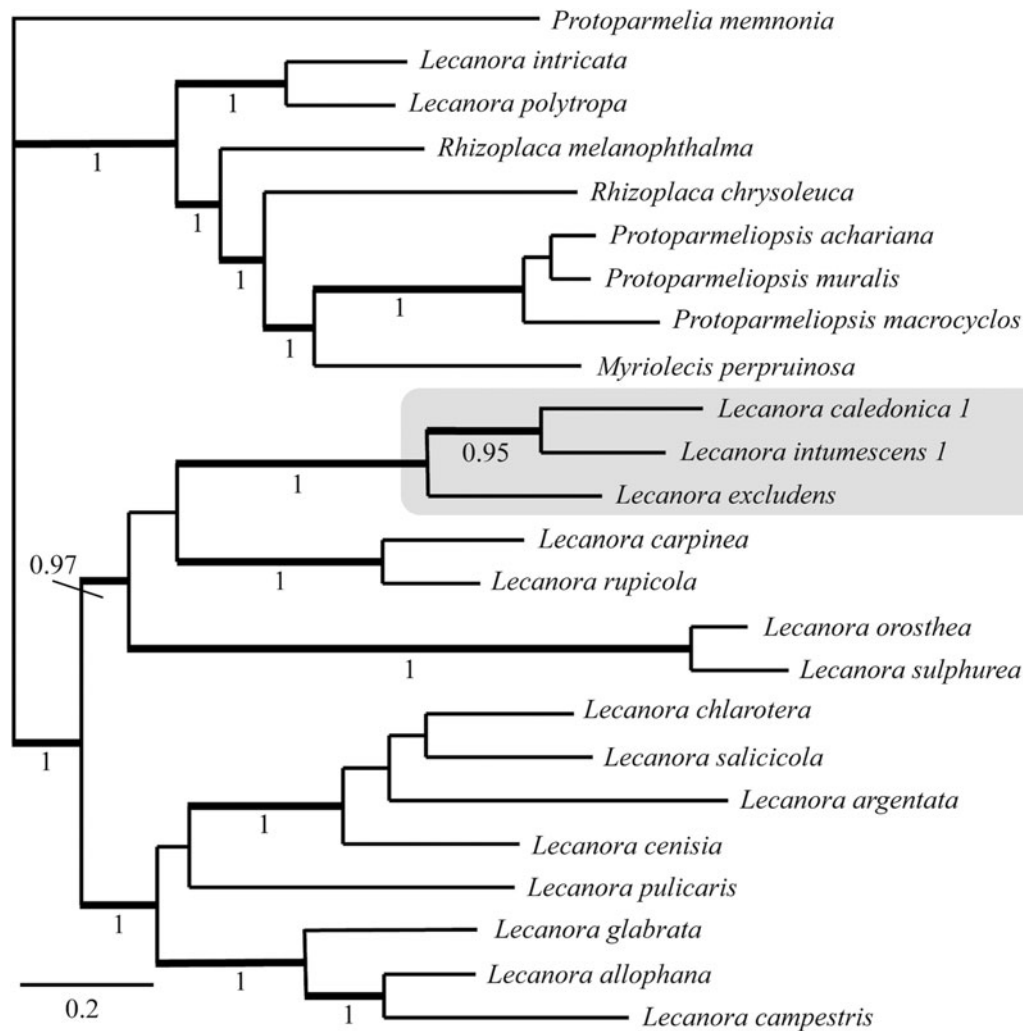 Protoparmelia memnonia
Lecanora intricata
1
Lecanora polytropa
1
Rhizoplaca melanophthalma
Rhizoplaca chrysoleuca
1
Protoparmeliopsis achariana
1
Protoparmeliopsis muralis
1
Protoparmeliopsis macrocyclos
1
Myriolecis perpruinosa
Lecanora caledonica 1
0.95
Lecanora intumescens 1
1
Lecanora excludens
Lecanora carpinea
0.97
1
Lecanora rupicola
Lecanora orosthea
1
Lecanora sulphurea
Lecanora chlarotera
1
Lecanora salicicola
Lecanora argentata
1
Lecanora cenisia
Lecanora pulicaris
1
Lecanora glabrata
1
Lecanora allophana
0.2
1
Lecanora campestris